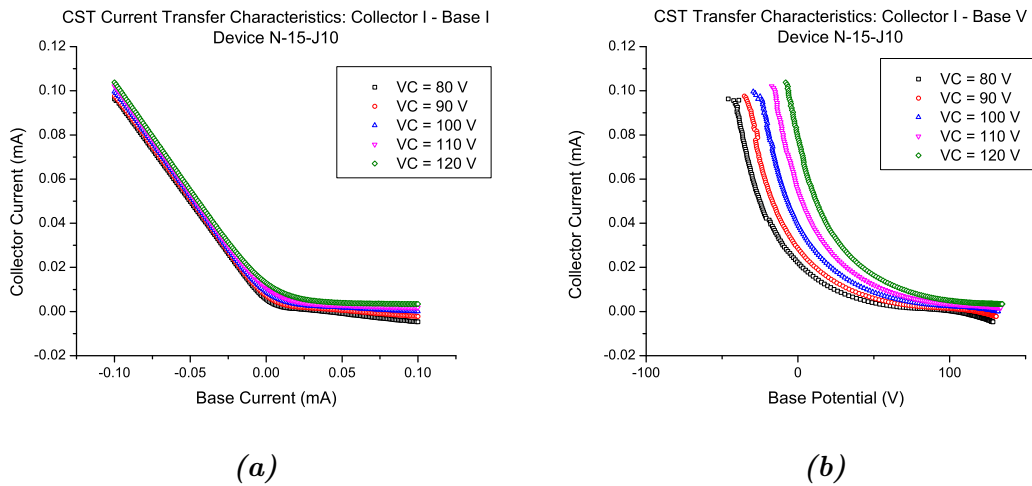 CST Current Transfer Characteristics: Collector I - Base I
Device N-15-J10
0.12
0.10
0.08
0.06
0.04
0.02
0.00
-0.02
Collector Current (mA)
VC = 80 V
VC = 90 V
VC = 100 V
VC = 110 V
VC = 120 V
-0.10
-0.05
0.00
0.05
0.10
Base Current (mA)
(a)
CST Transfer Characteristics: Collector I - Base V
Device N-15-J10
0.12
0.10
0.08
0.06
0.04
0.02
0.00
-0.02
Collector Current (mA)
VC = 80 V
VC = 90 V
VC = 100 V
VC = 110 V
VC = 120 V
-100
0
100
Base Potential (V)
(b)